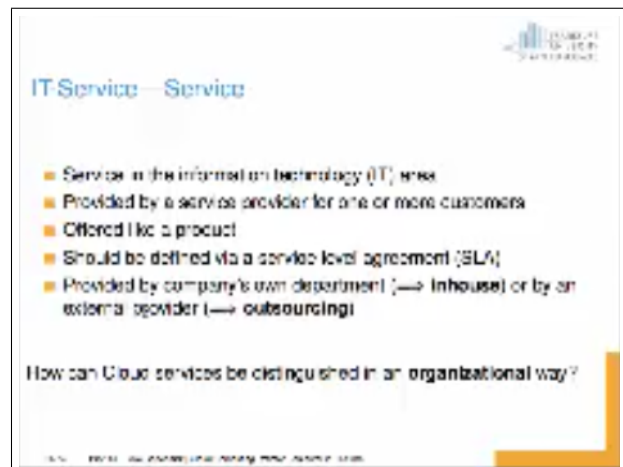 IT-Service – Service
Service in the information technology (IT) area
Provided by a service provider for one or more customers
Offered like a product
Should be defined via a service level agreement (SLA)
Provided by company's own department (⟹ inhouse) or by an
external provider (⟹ outsourcing)
How can Cloud services be distinguished in an organizational way?